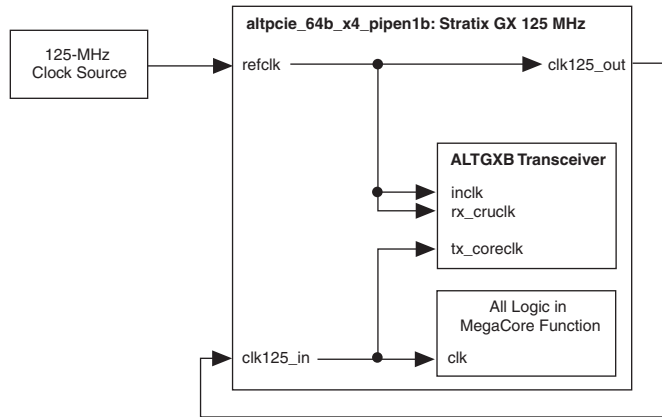 altpcie_64b_x4_pipen1b: Stratix GX 125 MHz
125-MHz
Clock Source
refclk
clk125_out
ALTGXB Transceiver
inclk
rx_cruclk
tx_coreclk
All Logic in
MegaCore Function
clk125_in
clk